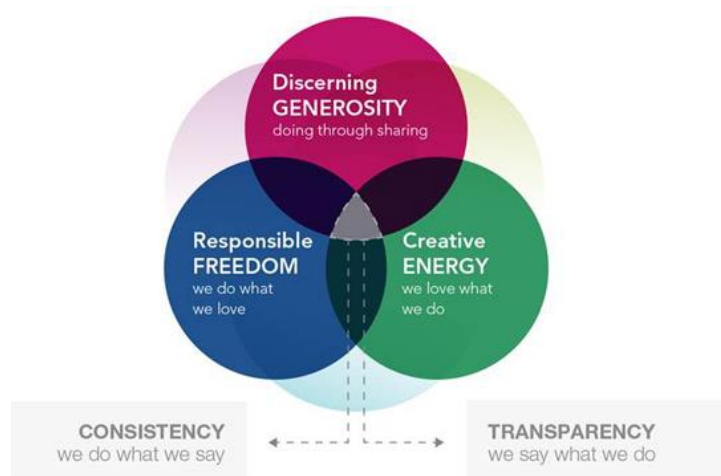 Discerning
GENEROSITY
doing through sharing
Responsible
FREEDOM
we do what
we love
Creative
ENERGY
we love what
we do
CONSISTENCY
we do what we say
TRANSPARENCY
we say what we do